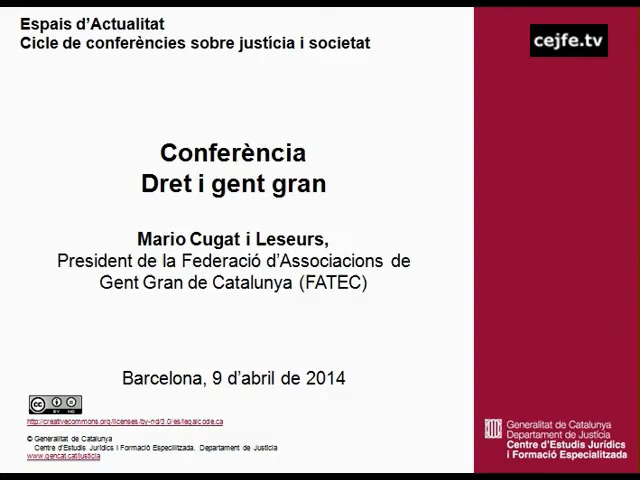 Espais d'Actualitat
Cicle de conferències sobre justícia i societat
cejfe.tv
Conferència
Dret i gent gran
Mario Cugat i Leseurs,
President de la Federació d'Associacions de
Gent Gran de Catalunya (FATEC)
Barcelona, 9 d'abril de 2014
cc
BY ND
http://creativecommons.org/licenses/by-nd/3.0/es/legalcode.ca
© Generalitat de Catalunya
Centre d'Estudis Jurídics i Formació Especialitzada. Departament de Justícia
www.gencat.cat/justicia
Generalitat de Catalunya
Departament de Justícia
Centre d'Estudis Jurídics
i Formació Especialitzada